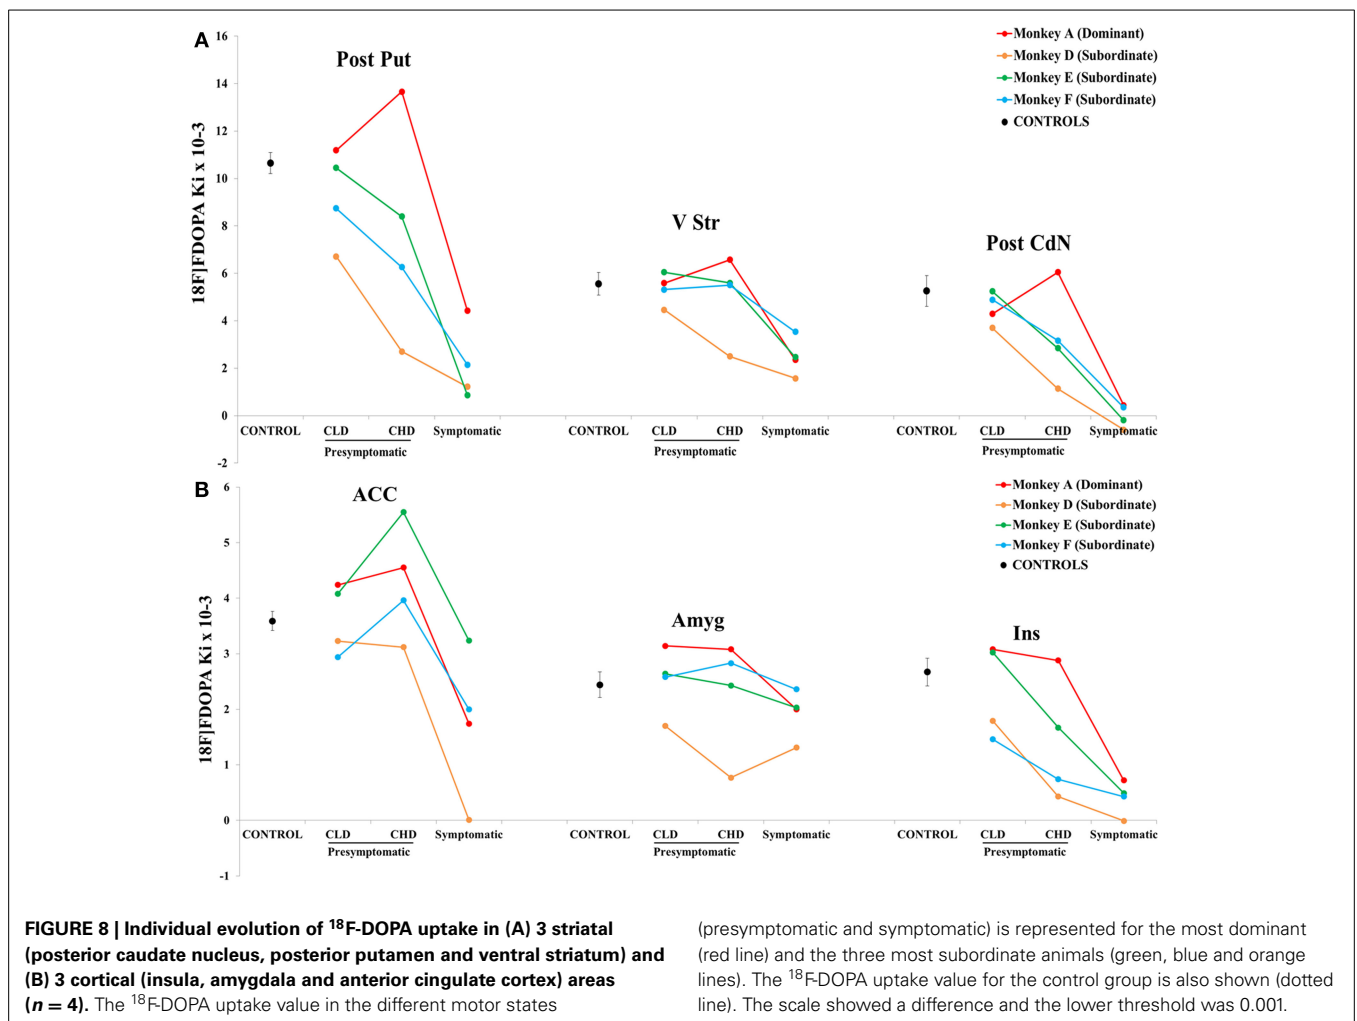 A
Post Put
V Str
Post CdN
Monkey A (Dominant)
Monkey D (Subordinate)
Monkey E (Subordinate)
Monkey F (Subordinate)
CONTROLS
18F]FDOPA Ki x 10-3
16
14
12
10
8
6
4
2
0
-2
CONTROL CLD CHD Symptomatic CONTROL CLD CHD Symptomatic CONTROL CLD CHD Symptomatic
Presymptomatic Presymptomatic Presymptomatic
B
ACC
Amyg
Ins
Monkey A (Dominant)
Monkey D (Subordinate)
Monkey E (Subordinate)
Monkey F (Subordinate)
CONTROLS
18F]FDOPA Ki x 10-3
6
5
4
3
2
1
0
-1
CONTROL CLD CHD Symptomatic CONTROL CLD CHD Symptomatic CONTROL CLD CHD Symptomatic
Presymptomatic Presymptomatic Presymptomatic
FIGURE 8 | Individual evolution of ¹⁸F-DOPA uptake in (A) 3 striatal
(posterior caudate nucleus, posterior putamen and ventral striatum) and
(B) 3 cortical (insula, amygdala and anterior cingulate cortex) areas
(n = 4). The ¹⁸F-DOPA uptake value in the different motor states
(presymptomatic and symptomatic) is represented for the most dominant
(red line) and the three most subordinate animals (green, blue and orange
lines). The ¹⁸F-DOPA uptake value for the control group is also shown (dotted
line). The scale showed a difference and the lower threshold was 0.001.